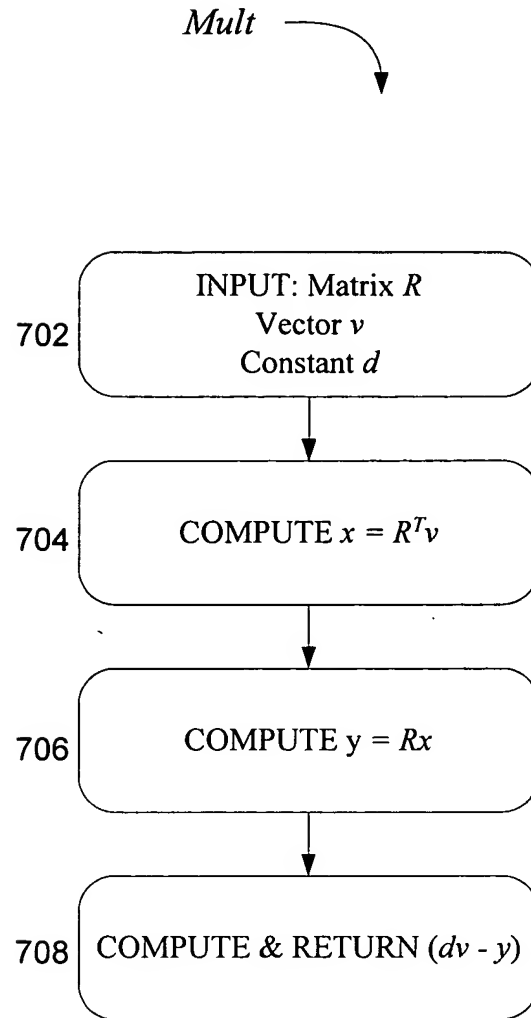 Mult
702
INPUT: Matrix R
Vector v
Constant d
704
COMPUTE x = R^T v
706
COMPUTE y = Rx
708
COMPUTE & RETURN (dv - y)